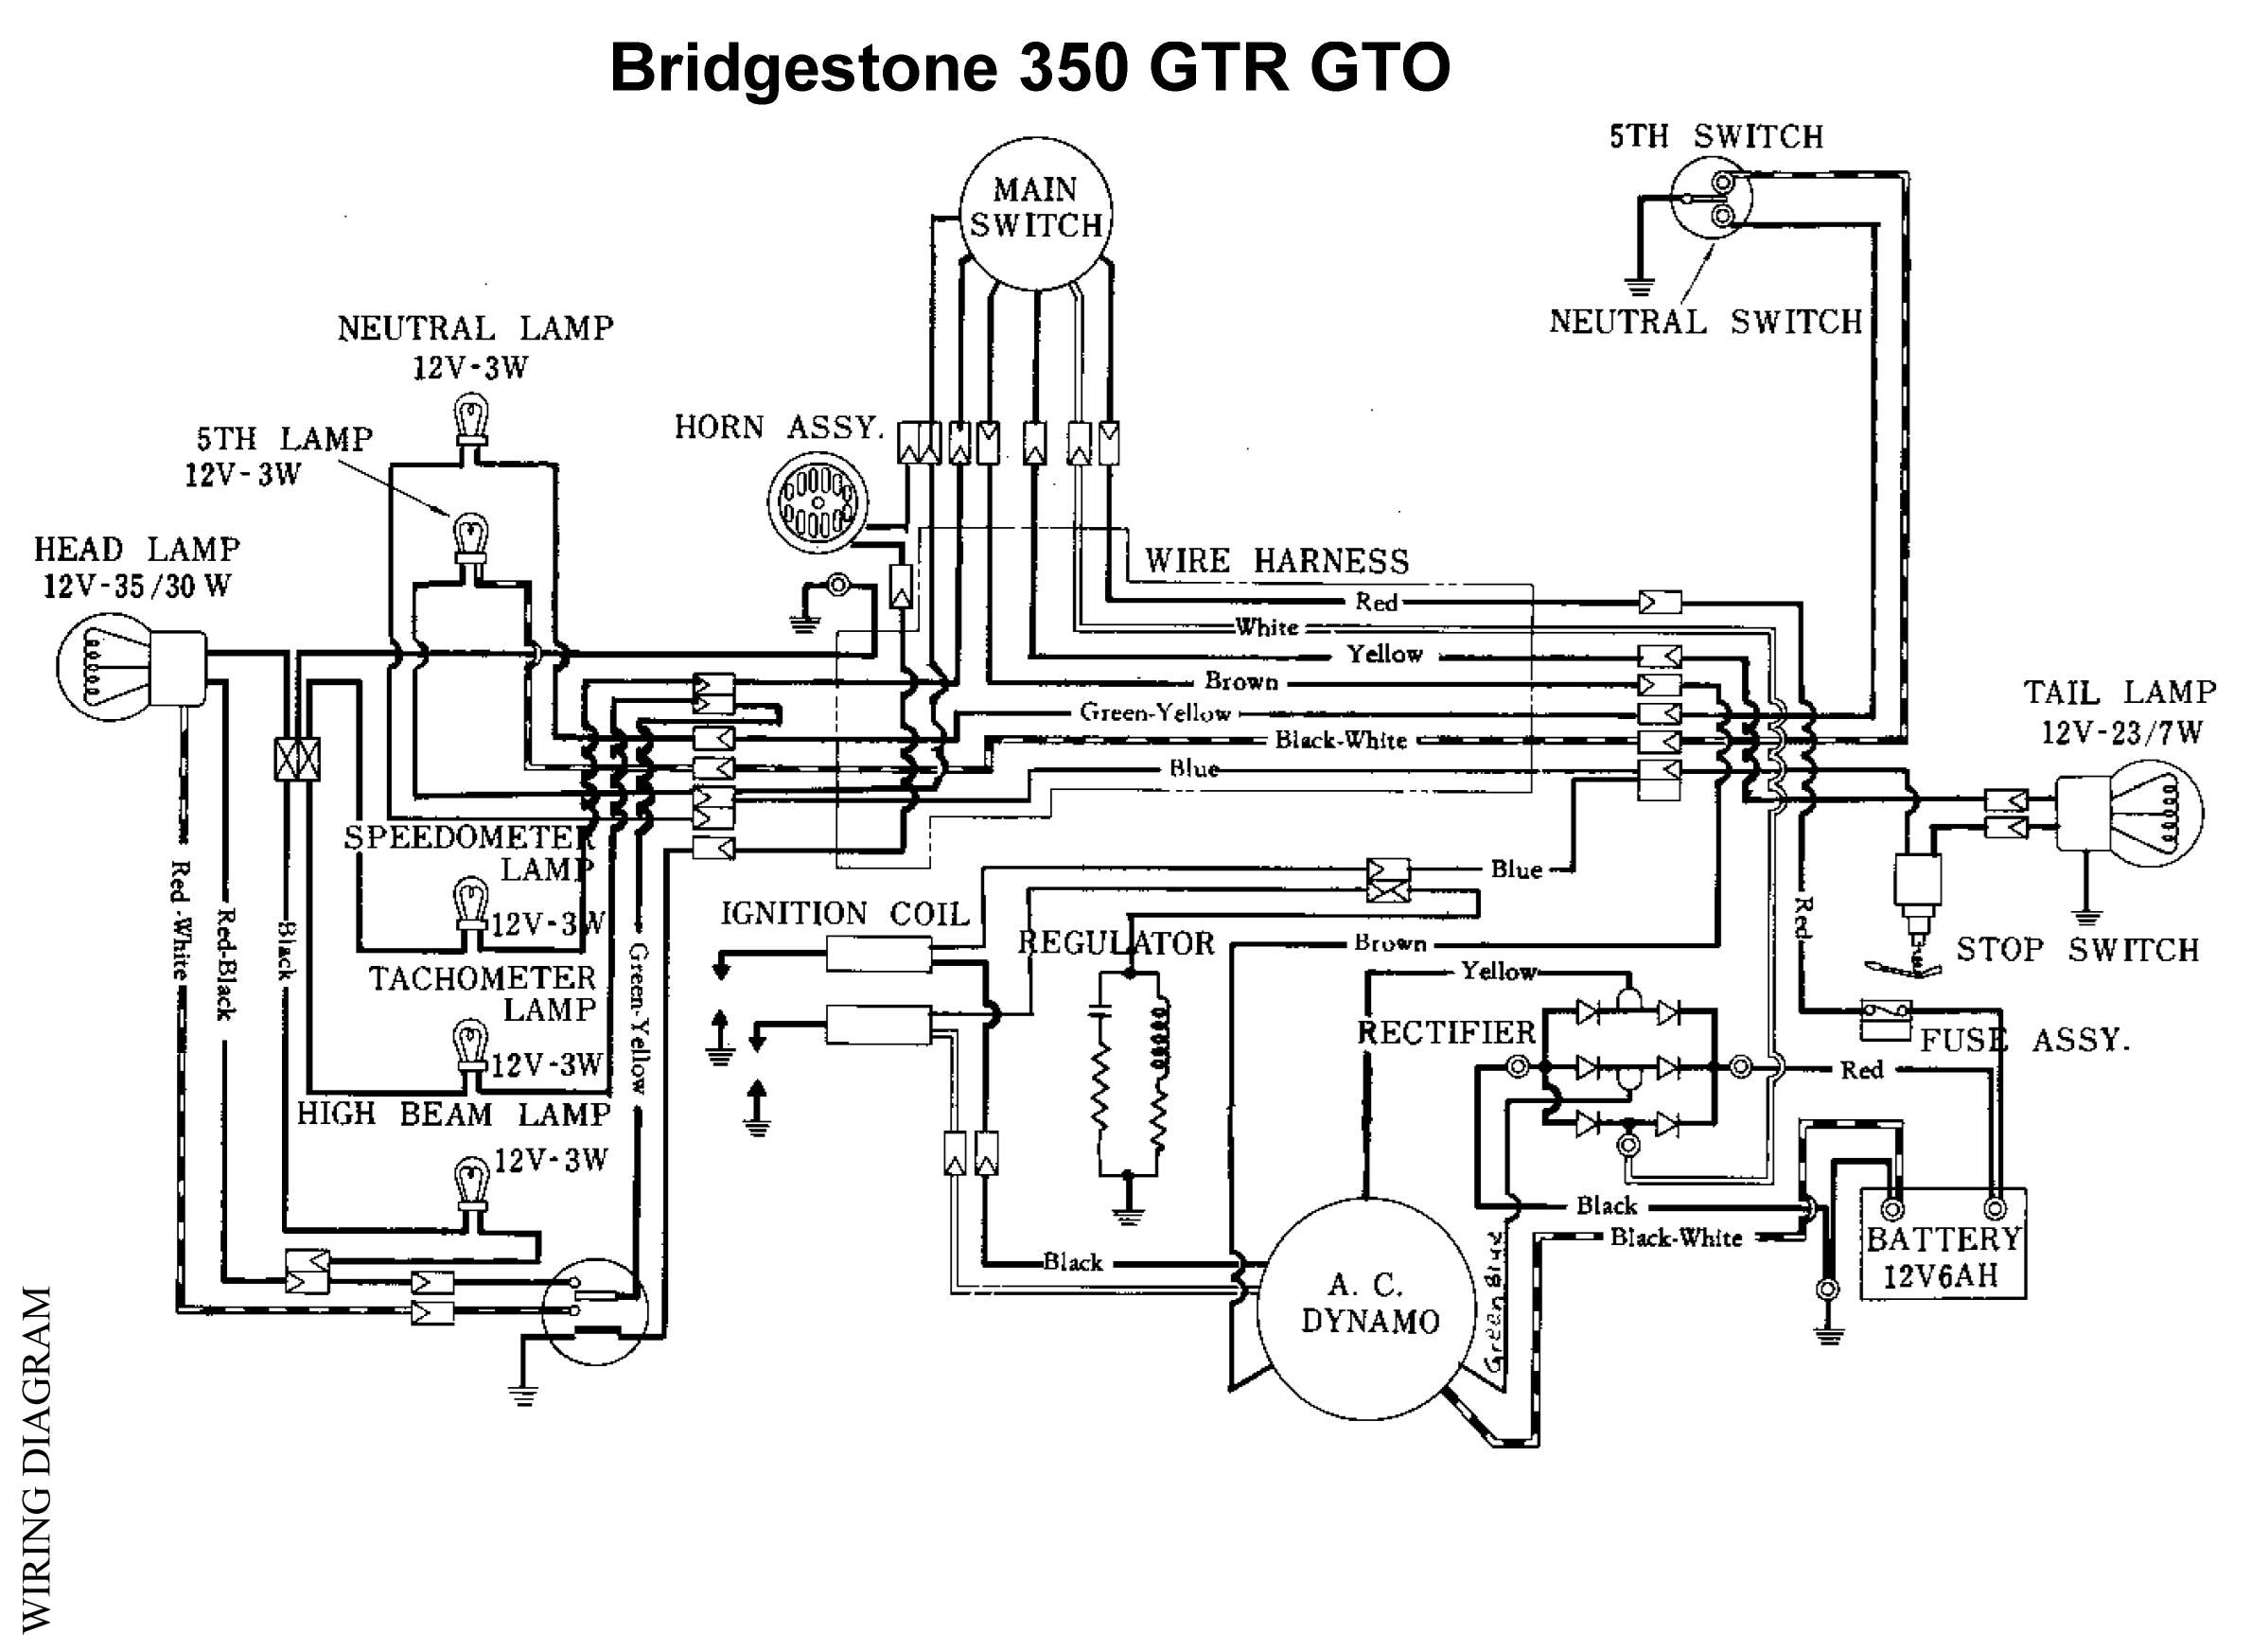 Bridgestone 350 GTR GTO
5TH SWITCH
MAIN
SWITCH
NEUTRAL SWITCH
NEUTRAL LAMP
12V-3W
HORN ASSY.
5TH LAMP
12V-3W
HEAD LAMP
12V-35/30 W
WIRE HARNESS
Red
White
Yellow
Brown
Green-Yellow
Black-White
Blue
TAIL LAMP
12V-23/7W
SPEEDOMETER
LAMP
12V-3W
Red-White
Red-Black
Black
Green-Yellow
Blue
IGNITION COIL
REGULATOR
Brown
Yellow
Red
STOP SWITCH
TACHOMETER
LAMP
12V-3W
RECTIFIER
FUSE ASSY.
Red
HIGH BEAM LAMP
12V-3W
Black
Black-White
Black
Green Black
A. C.
DYNAMO
BATTERY
12V6AH
WIRING DIAGRAM